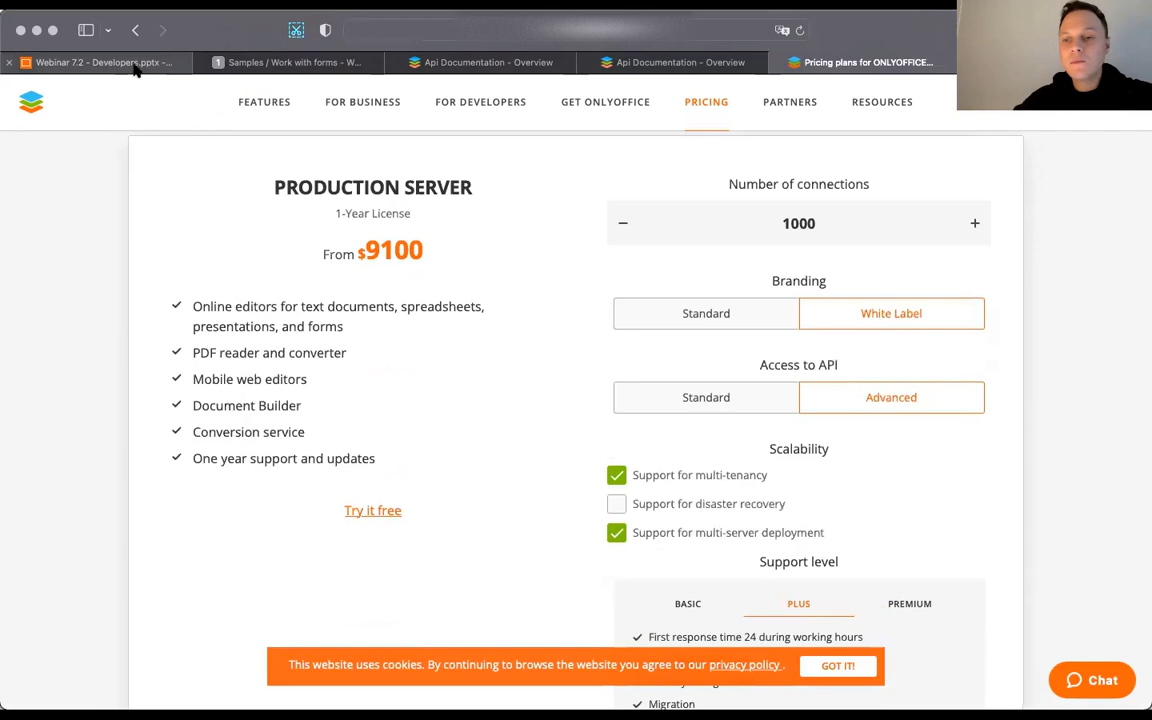 Webinar 7.2 - Developers.pptx -...
1 Samples / Work with forms - W...
Api Documentation - Overview
Api Documentation - Overview
Pricing plans for ONLYOFFICE...
FEATURES
FOR BUSINESS
FOR DEVELOPERS
GET ONLYOFFICE
PRICING
PARTNERS
RESOURCES
PRODUCTION SERVER
1-Year License
From $9100
Online editors for text documents, spreadsheets,
presentations, and forms
PDF reader and converter
Mobile web editors
Document Builder
Conversion service
One year support and updates
Try it free
Number of connections
− 1000 +
Branding
Standard
White Label
Access to API
Standard
Advanced
Scalability
Support for multi-tenancy
Support for disaster recovery
Support for multi-server deployment
Support level
BASIC
PLUS
PREMIUM
First response time 24 during working hours
Migration
This website uses cookies. By continuing to browse the website you agree to our privacy policy .
GOT IT!
Chat